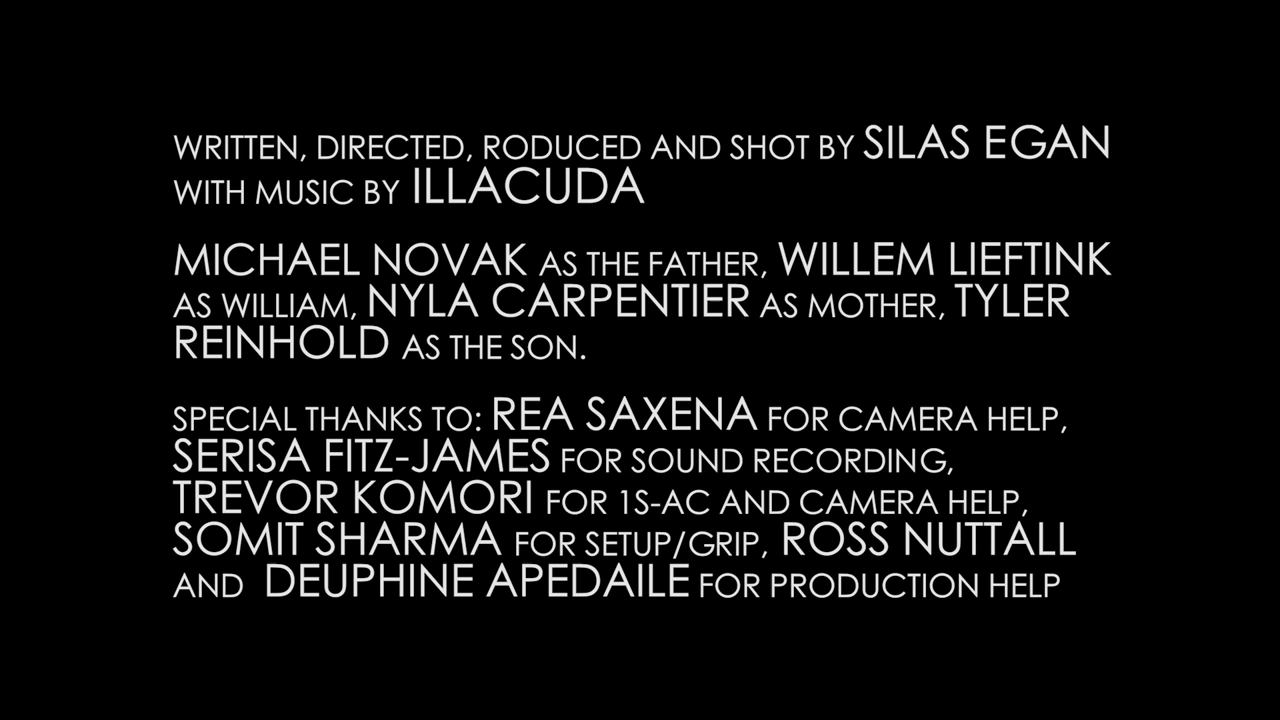 WRITTEN, DIRECTED, RODUCED AND SHOT BY SILAS EGAN
WITH MUSIC BY ILLACUDA
MICHAEL NOVAK AS THE FATHER, WILLEM LIEFTINK
AS WILLIAM, NYLA CARPENTIER AS MOTHER, TYLER
REINHOLD AS THE SON.
SPECIAL THANKS TO: REA SAXENA FOR CAMERA HELP,
SERISA FITZ-JAMES FOR SOUND RECORDING,
TREVOR KOMORI FOR 1S-AC AND CAMERA HELP,
SOMIT SHARMA FOR SETUP/GRIP, ROSS NUTTALL
AND DEUPHINE APEDAILE FOR PRODUCTION HELP